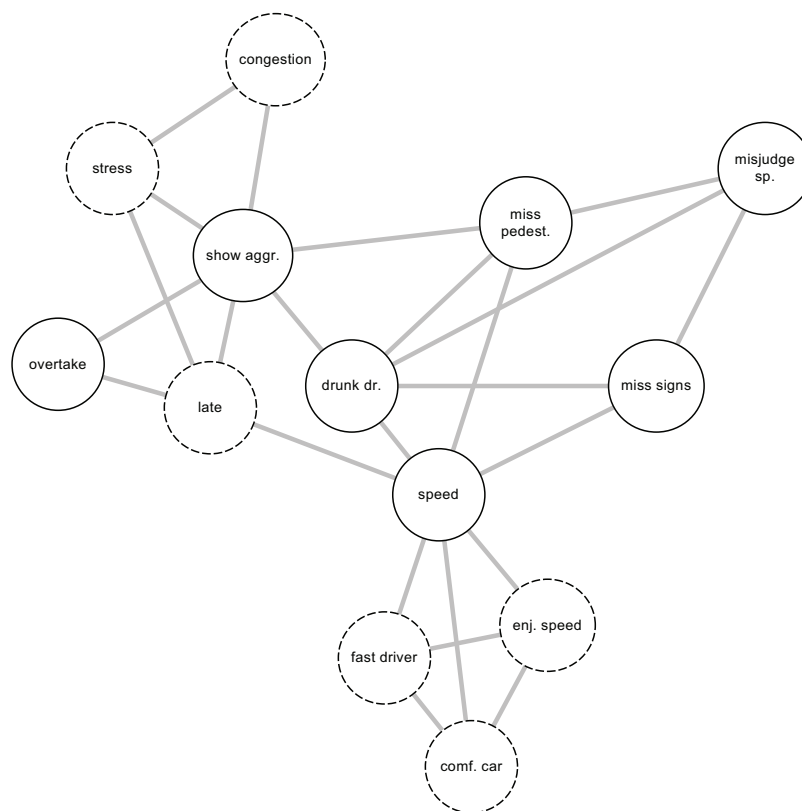 congestion
stress
misjudge
sp.
miss
pedest.
show aggr.
overtake
late
drunk dr.
miss signs
speed
enj. speed
fast driver
comf. car